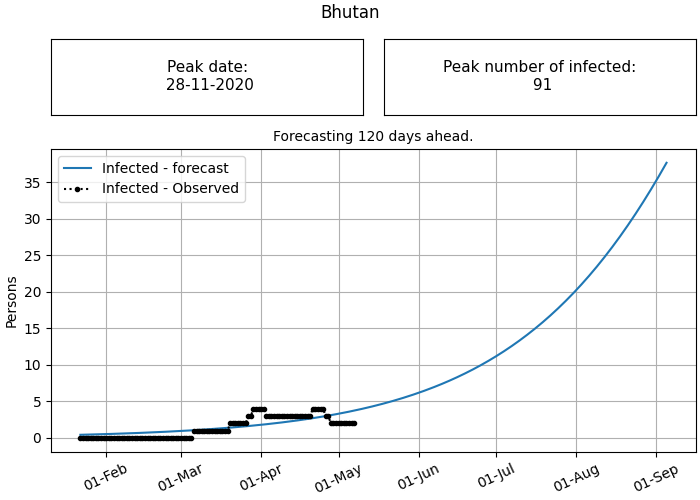 Bhutan
Peak date:
28-11-2020
Peak number of infected:
91
Forecasting 120 days ahead.
Infected - forecast
Infected - Observed
Persons
35
30
25
20
15
10
5
0
01-Feb
01-Mar
01-Apr
01-May
01-Jun
01-Jul
01-Aug
01-Sep